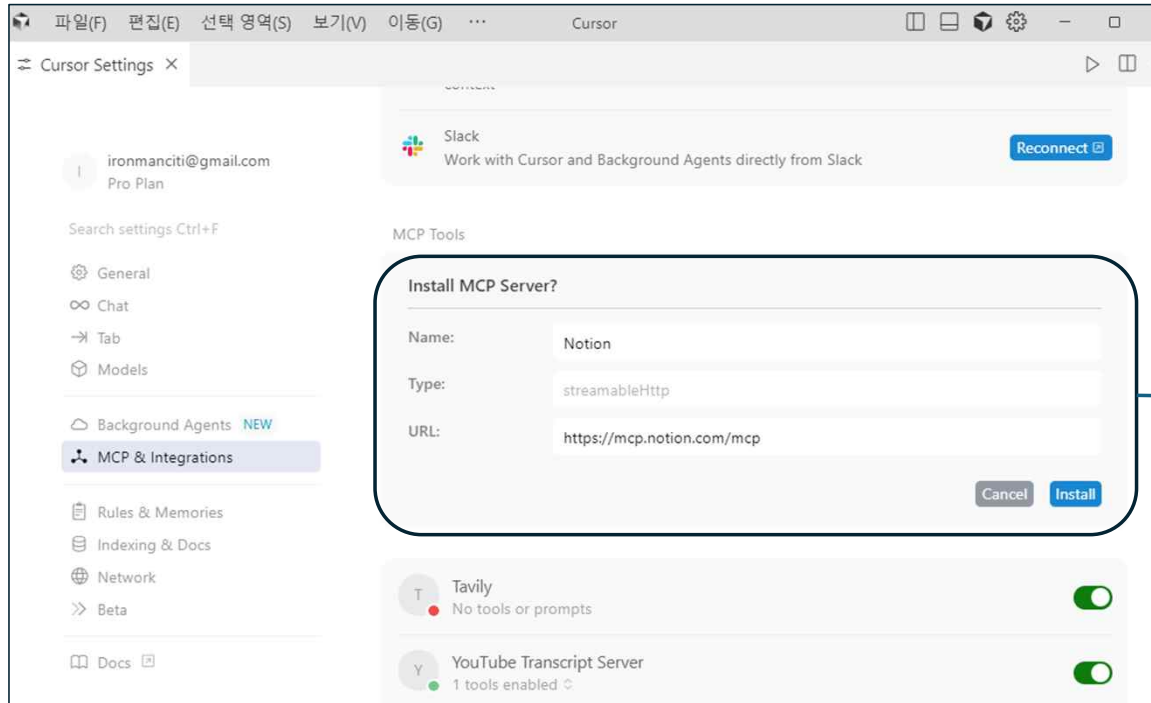 파일(F) 편집(E) 선택 영역(S) 보기(V) 이동(G) ··· Cursor
Cursor Settings
context
Slack
Work with Cursor and Background Agents directly from Slack
Reconnect
I
ironmanciti@gmail.com
Pro Plan
Search settings Ctrl+F
General
Chat
Tab
Models
Background Agents NEW
MCP & Integrations
Rules & Memories
Indexing & Docs
Network
Beta
Docs
MCP Tools
Install MCP Server?
Name: Notion
Type: streamableHttp
URL: https://mcp.notion.com/mcp
Cancel Install
T
Tavily
No tools or prompts
Y
YouTube Transcript Server
1 tools enabled